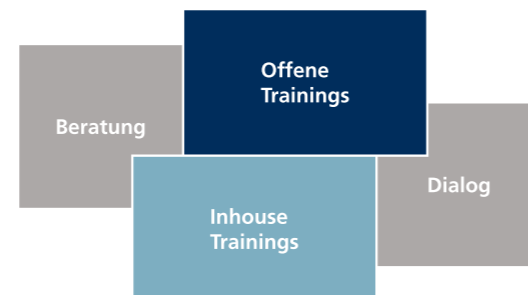 Offene
Trainings
Beratung
Dialog
Inhouse
Trainings